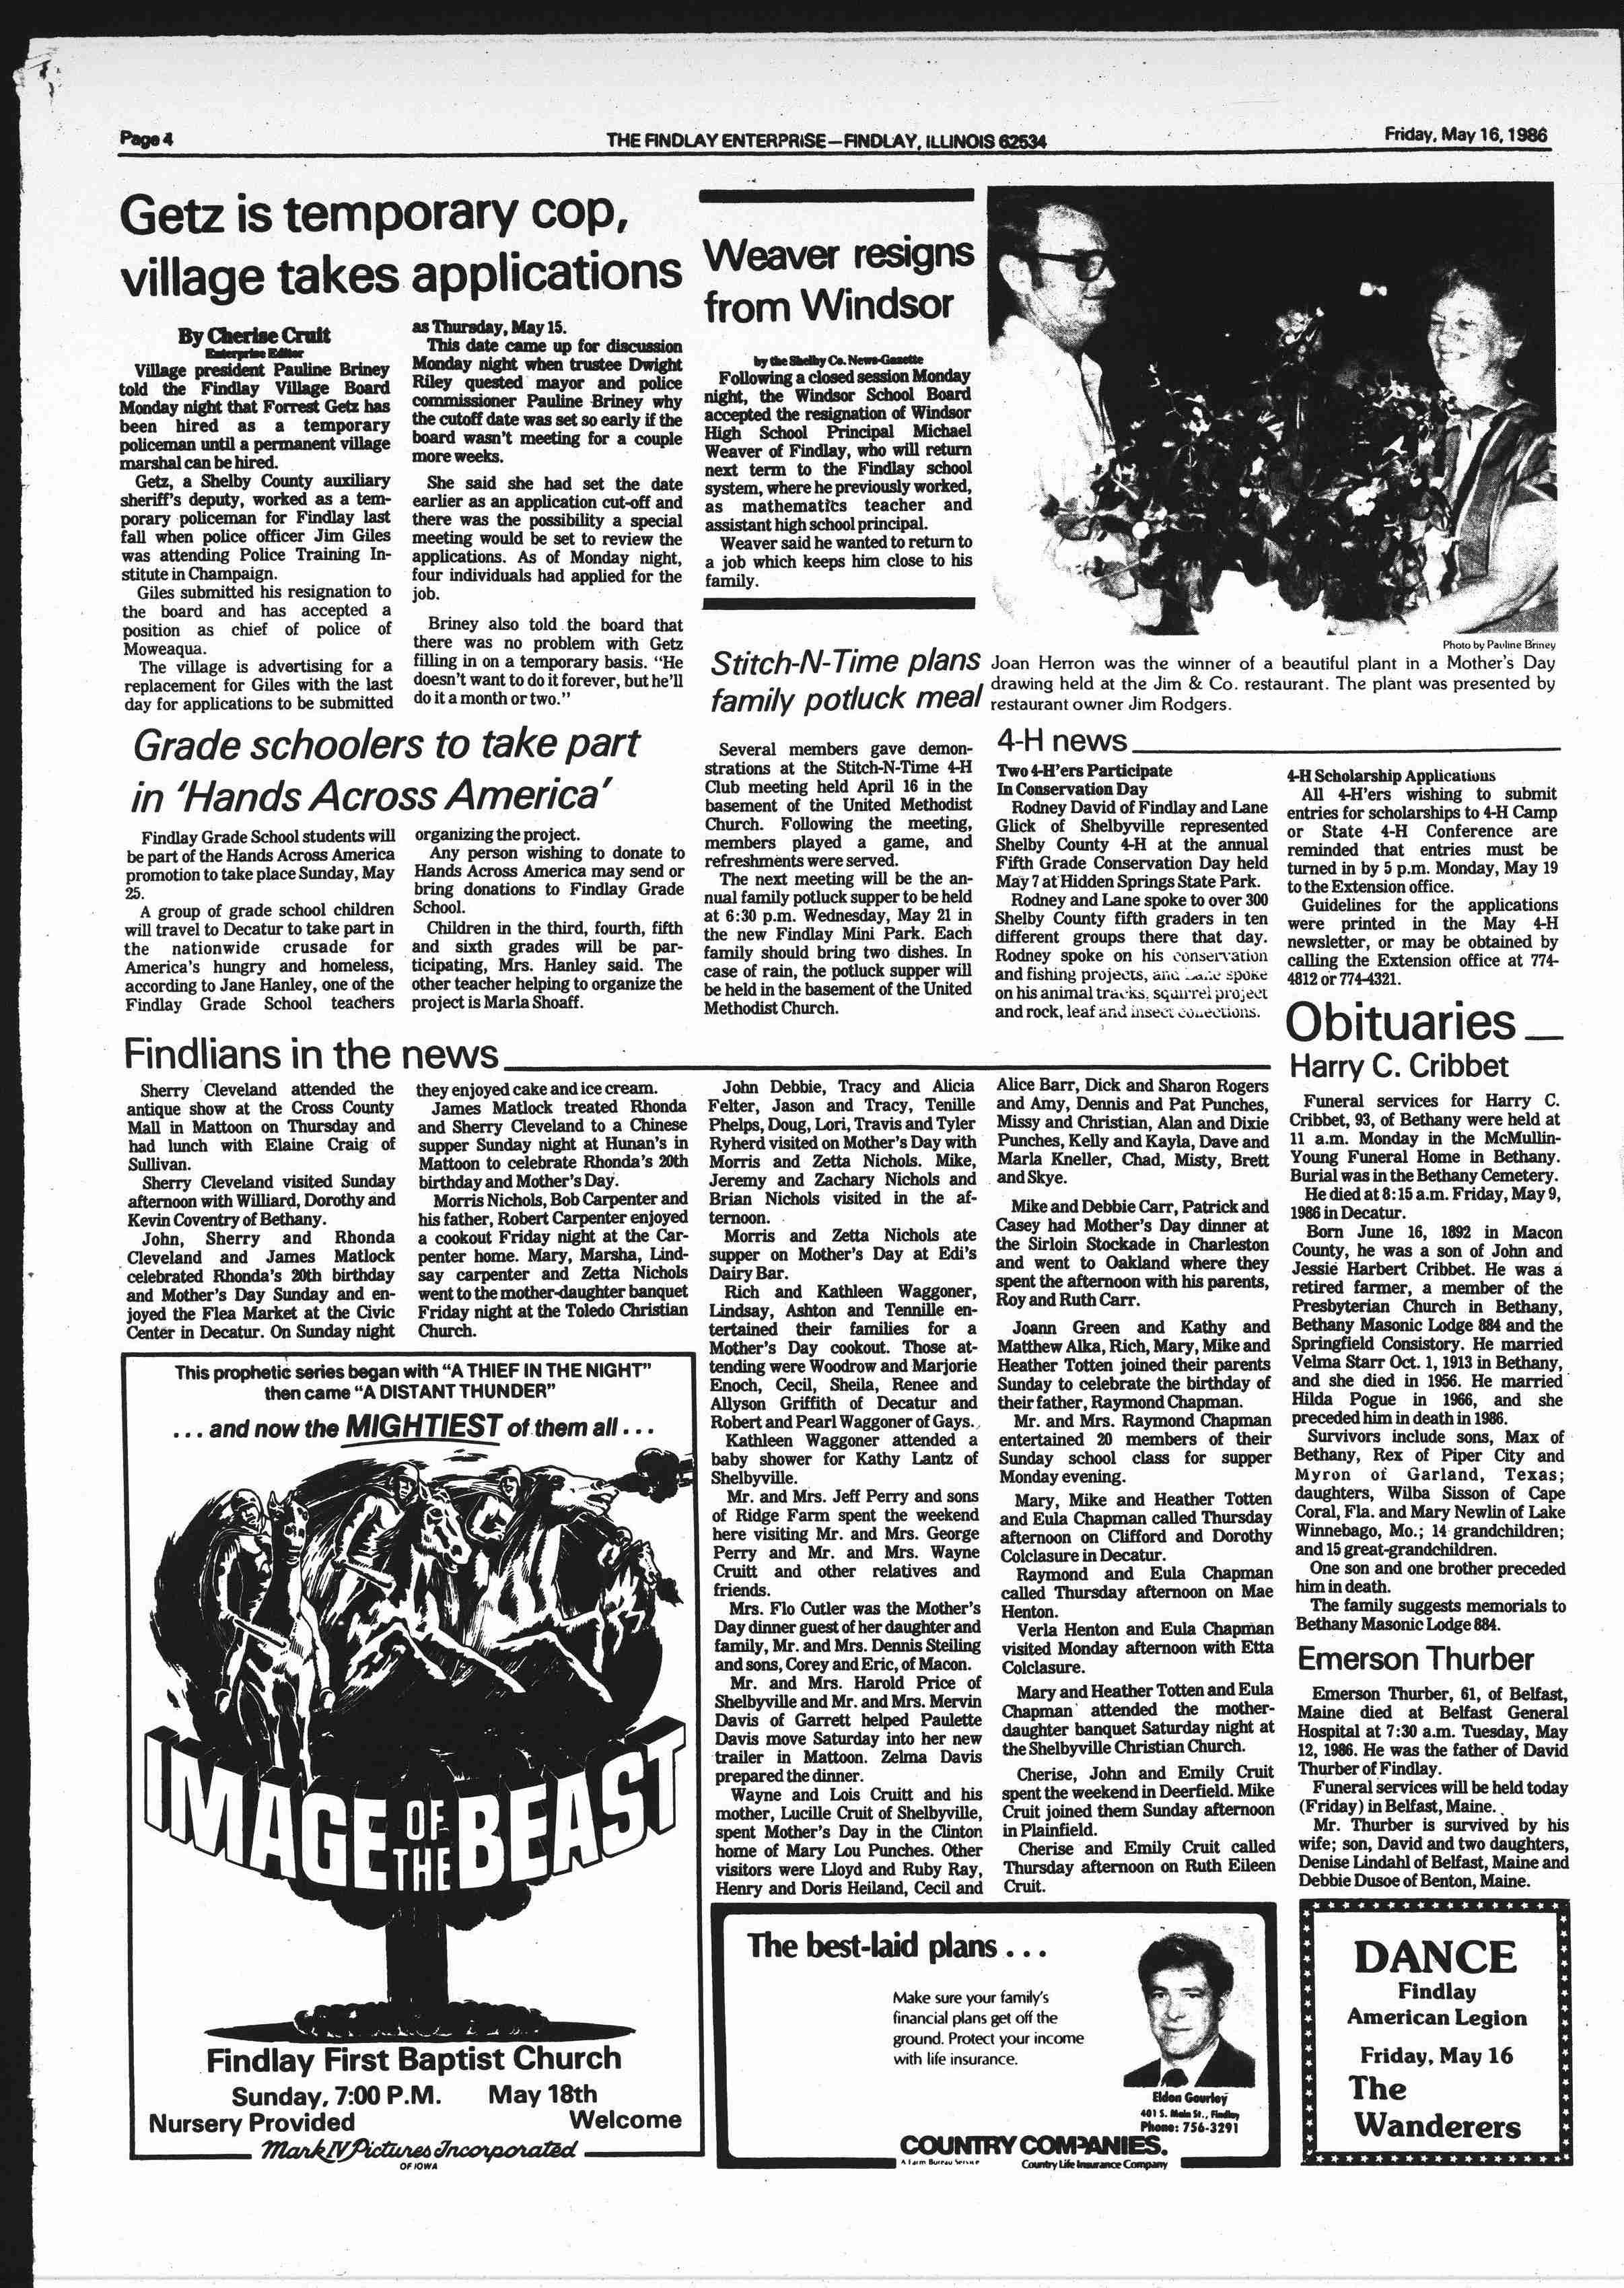 Page 4
THE FINDLAY ENTERPRISE—FINDLAY, ILLINOIS 62534
Friday, May 16, 1986
Getz is temporary cop,
village takes applications
By Cherise Cruit
Enterprise Editor
Village president Pauline Briney
told the Findlay Village Board
Monday night that Forrest Getz has
been hired as a temporary
policeman until a permanent village
marshal can be hired.
Getz, a Shelby County auxiliary
sheriff's deputy, worked as a tem-
porary policeman for Findlay last
fall when police officer Jim Giles
was attending Police Training In-
stitute in Champaign.
Giles submitted his resignation to
the board and has accepted a
position as chief of police of
Moweaqua.
The village is advertising for a
replacement for Giles with the last
day for applications to be submitted
as Thursday, May 15.
This date came up for discussion
Monday night when trustee Dwight
Riley quested mayor and police
commissioner Pauline Briney why
the cutoff date was set so early if the
board wasn't meeting for a couple
more weeks.
She said she had set the date
earlier as an application cut-off and
there was the possibility a special
meeting would be set to review the
applications. As of Monday night,
four individuals had applied for the
job.
Briney also told the board that
there was no problem with Getz
filling in on a temporary basis. "He
doesn't want to do it forever, but he'll
do it a month or two."
Weaver resigns
from Windsor
by the Shelby Co. News-Gazette
Following a closed session Monday
night, the Windsor School Board
accepted the resignation of Windsor
High School Principal Michael
Weaver of Findlay, who will return
next term to the Findlay school
system, where he previously worked,
as mathematics teacher and
assistant high school principal.
Weaver said he wanted to return to
a job which keeps him close to his
family.
Photo by Pauline Briney
Joan Herron was the winner of a beautiful plant in a Mother's Day
drawing held at the Jim & Co. restaurant. The plant was presented by
restaurant owner Jim Rodgers.
Grade schoolers to take part
in 'Hands Across America'
Findlay Grade School students will
be part of the Hands Across America
promotion to take place Sunday, May
25.
A group of grade school children
will travel to Decatur to take part in
the nationwide crusade for
America's hungry and homeless,
according to Jane Hanley, one of the
Findlay Grade School teachers
organizing the project.
Any person wishing to donate to
Hands Across America may send or
bring donations to Findlay Grade
School.
Children in the third, fourth, fifth
and sixth grades will be par-
ticipating, Mrs. Hanley said. The
other teacher helping to organize the
project is Marla Shoaff.
Stitch-N-Time plans
family potluck meal
Several members gave demon-
strations at the Stitch-N-Time 4-H
Club meeting held April 16 in the
basement of the United Methodist
Church. Following the meeting,
members played a game, and
refreshments were served.
The next meeting will be the an-
nual family potluck supper to be held
at 6:30 p.m. Wednesday, May 21 in
the new Findlay Mini Park. Each
family should bring two dishes. In
case of rain, the potluck supper will
be held in the basement of the United
Methodist Church.
4-H news
Two 4-H'ers Participate
In Conservation Day
Rodney David of Findlay and Lane
Glick of Shelbyville represented
Shelby County 4-H at the annual
Fifth Grade Conservation Day held
May 7 at Hidden Springs State Park.
Rodney and Lane spoke to over 300
Shelby County fifth graders in ten
different groups there that day.
Rodney spoke on his conservation
and fishing projects, and Lane spoke
on his animal tracks, squirrel project
and rock, leaf and insect collections.
4-H Scholarship Applications
All 4-H'ers wishing to submit
entries for scholarships to 4-H Camp
or State 4-H Conference are
reminded that entries must be
turned in by 5 p.m. Monday, May 19
to the Extension office.
Guidelines for the applications
were printed in the May 4-H
newsletter, or may be obtained by
calling the Extension office at 774-
4812 or 774-4321.
Findlians in the news
Sherry Cleveland attended the
antique show at the Cross County
Mall in Mattoon on Thursday and
had lunch with Elaine Craig of
Sullivan.
Sherry Cleveland visited Sunday
afternoon with Williard, Dorothy and
Kevin Coventry of Bethany.
John, Sherry and Rhonda
Cleveland and James Matlock
celebrated Rhonda's 20th birthday
and Mother's Day Sunday and en-
joyed the Flea Market at the Civic
Center in Decatur. On Sunday night
they enjoyed cake and ice cream.
James Matlock treated Rhonda
and Sherry Cleveland to a Chinese
supper Sunday night at Hunan's in
Mattoon to celebrate Rhonda's 20th
birthday and Mother's Day.
Morris Nichols, Bob Carpenter and
his father, Robert Carpenter enjoyed
a cookout Friday night at the Car-
penter home. Mary, Marsha, Lind-
say carpenter and Zetta Nichols
went to the mother-daughter banquet
Friday night at the Toledo Christian
Church.
John Debbie, Tracy and Alicia
Felter, Jason and Tracy, Tenille
Phelps, Doug, Lori, Travis and Tyler
Ryherd visited on Mother's Day with
Morris and Zetta Nichols. Mike,
Jeremy and Zachary Nichols and
Brian Nichols visited in the af-
ternoon.
Morris and Zetta Nichols ate
supper on Mother's Day at Edi's
Dairy Bar.
Rich and Kathleen Waggoner,
Lindsay, Ashton and Tennille en-
tertained their families for a
Mother's Day cookout. Those at-
tending were Woodrow and Marjorie
Enoch, Cecil, Sheila, Renee and
Allyson Griffith of Decatur and
Robert and Pearl Waggoner of Gays.
Kathleen Waggoner attended a
baby shower for Kathy Lantz of
Shelbyville.
Mr. and Mrs. Jeff Perry and sons
of Ridge Farm spent the weekend
here visiting Mr. and Mrs. George
Perry and Mr. and Mrs. Wayne
Cruitt and other relatives and
friends.
Mrs. Flo Cutler was the Mother's
Day dinner guest of her daughter and
family, Mr. and Mrs. Dennis Steiling
and sons, Corey and Eric, of Macon.
Mr. and Mrs. Harold Price of
Shelbyville and Mr. and Mrs. Mervin
Davis of Garrett helped Paulette
Davis move Saturday into her new
trailer in Mattoon. Zelma Davis
prepared the dinner.
Wayne and Lois Cruitt and his
mother, Lucille Cruit of Shelbyville,
spent Mother's Day in the Clinton
home of Mary Lou Punches. Other
visitors were Lloyd and Ruby Ray,
Henry and Doris Heiland, Cecil and
Alice Barr, Dick and Sharon Rogers
and Amy, Dennis and Pat Punches,
Missy and Christian, Alan and Dixie
Punches, Kelly and Kayla, Dave and
Marla Kneller, Chad, Misty, Brett
and Skye.
Mike and Debbie Carr, Patrick and
Casey had Mother's Day dinner at
the Sirloin Stockade in Charleston
and went to Oakland where they
spent the afternoon with his parents,
Roy and Ruth Carr.
Joann Green and Kathy and
Matthew Alka, Rich, Mary, Mike and
Heather Totten joined their parents
Sunday to celebrate the birthday of
their father, Raymond Chapman.
Mr. and Mrs. Raymond Chapman
entertained 20 members of their
Sunday school class for supper
Monday evening.
Mary, Mike and Heather Totten
and Eula Chapman called Thursday
afternoon on Clifford and Dorothy
Colclasure in Decatur.
Raymond and Eula Chapman
called Thursday afternoon on Mae
Henton.
Verla Henton and Eula Chapman
visited Monday afternoon with Etta
Colclasure.
Mary and Heather Totten and Eula
Chapman attended the mother-
daughter banquet Saturday night at
the Shelbyville Christian Church.
Cherise, John and Emily Cruit
spent the weekend in Deerfield. Mike
Cruit joined them Sunday afternoon
in Plainfield.
Cherise and Emily Cruit called
Thursday afternoon on Ruth Eileen
Cruit.
Obituaries
Harry C. Cribbet
Funeral services for Harry C.
Cribbet, 93, of Bethany were held at
11 a.m. Monday in the McMullin-
Young Funeral Home in Bethany.
Burial was in the Bethany Cemetery.
He died at 8:15 a.m. Friday, May 9,
1986 in Decatur.
Born June 16, 1892 in Macon
County, he was a son of John and
Jessie Harbert Cribbet. He was a
retired farmer, a member of the
Presbyterian Church in Bethany,
Bethany Masonic Lodge 884 and the
Springfield Consistory. He married
Velma Starr Oct. 1, 1913 in Bethany,
and she died in 1956. He married
Hilda Pogue in 1966, and she
preceded him in death in 1986.
Survivors include sons, Max of
Bethany, Rex of Piper City and
Myron of Garland, Texas;
daughters, Wilba Sisson of Cape
Coral, Fla. and Mary Newlin of Lake
Winnebago, Mo.; 14 grandchildren;
and 15 great-grandchildren.
One son and one brother preceded
him in death.
The family suggests memorials to
Bethany Masonic Lodge 884.
Emerson Thurber
Emerson Thurber, 61, of Belfast,
Maine died at Belfast General
Hospital at 7:30 a.m. Tuesday, May
12, 1986. He was the father of David
Thurber of Findlay.
Funeral services will be held today
(Friday) in Belfast, Maine.
Mr. Thurber is survived by his
wife; son, David and two daughters,
Denise Lindahl of Belfast, Maine and
Debbie Dusoe of Benton, Maine.
This prophetic series began with "A THIEF IN THE NIGHT"
then came "A DISTANT THUNDER"
...and now the MIGHTIEST of them all...
IMAGE OF THE BEAST
Findlay First Baptist Church
Sunday, 7:00 P.M. May 18th
Nursery Provided Welcome
Mark IV Pictures Incorporated
OF IOWA
The best-laid plans ...
Make sure your family's
financial plans get off the
ground. Protect your income
with life insurance.
Eldon Gourley
401 S. Main St., Findlay
Phone: 756-3291
COUNTRY COMPANIES.
A Farm Bureau Service
Country Life Insurance Company
DANCE
Findlay
American Legion
Friday, May 16
The
Wanderers